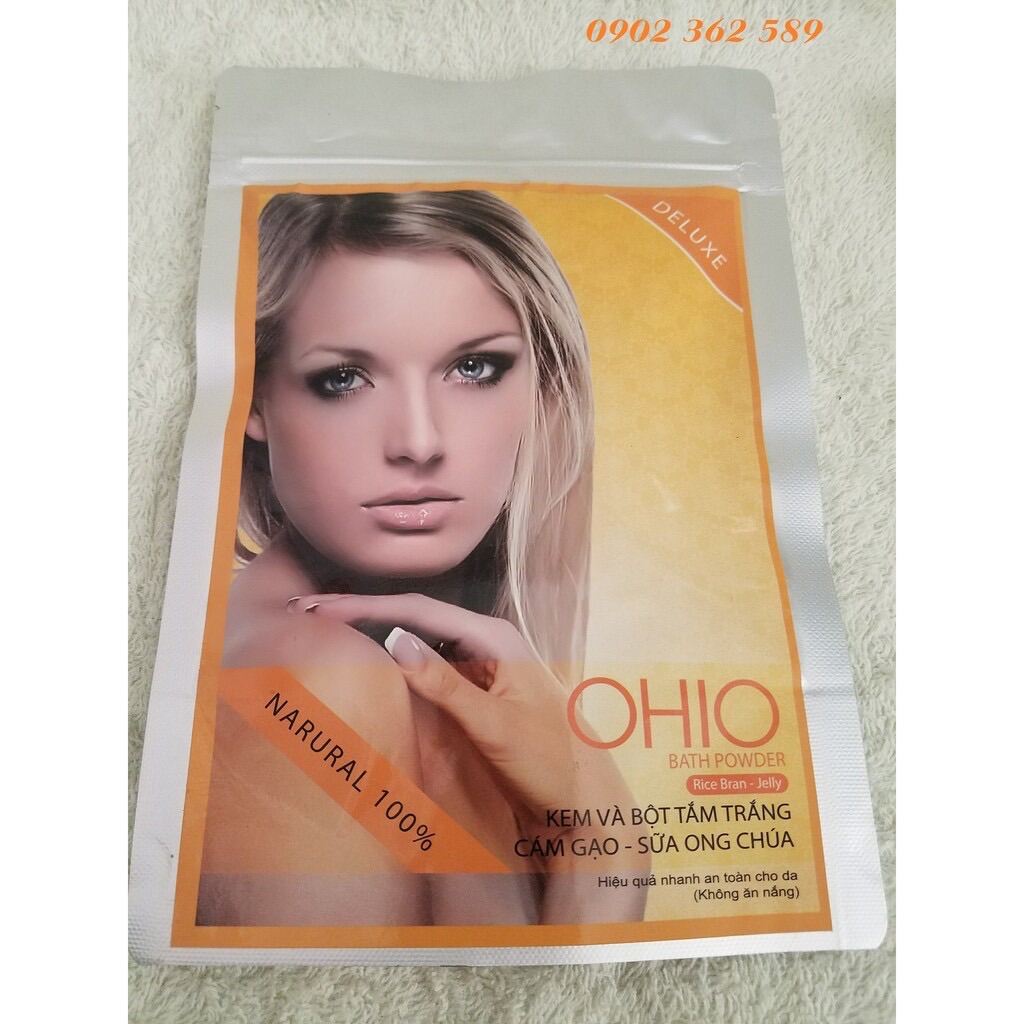 0902 362 589
DELUXE
OHIO
BATH POWDER
Rice Bran - Jelly
NARURAL 100%
KEM VÀ BỘT TẮM TRẮNG
CÁM GẠO - SỮA ONG CHÚA
Hiệu quả nhanh an toàn cho da
(Không ăn nắng)